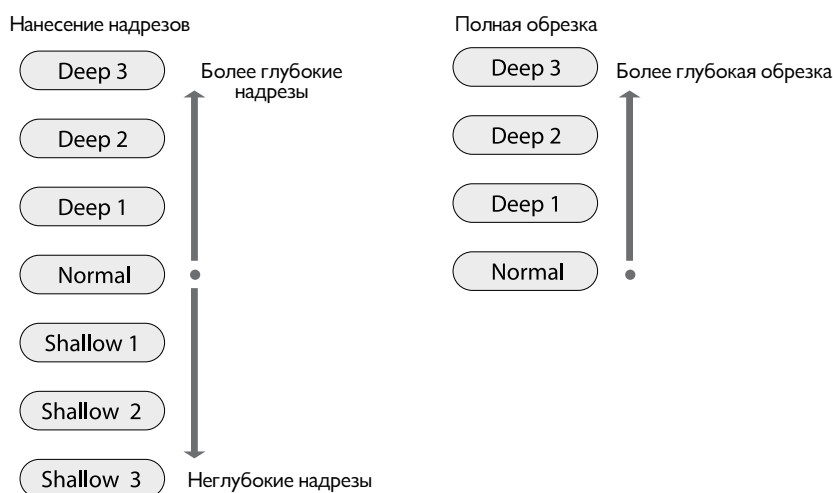 Нанесение надрезов
Deep 3
Более глубокие
надрезы
Deep 2
Deep 1
Normal
Shallow 1
Shallow 2
Shallow 3
Неглубокие надрезы
Полная обрезка
Deep 3
Более глубокая обрезка
Deep 2
Deep 1
Normal